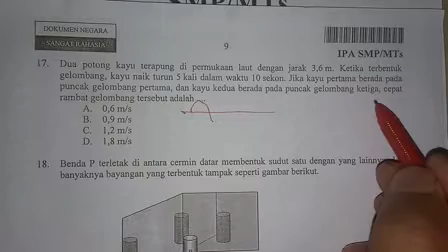 DOKUMEN NEGARA
SANGAT RAHASIA
9
IPA SMP/MTs
17. Dua potong kayu terapung di permukaan laut dengan jarak 3,6 m. Ketika terbentuk
gelombang, kayu naik turun 5 kali dalam waktu 10 sekon. Jika kayu pertama berada pada
puncak gelombang pertama, dan kayu kedua berada pada puncak gelombang ketiga, cepat
rambat gelombang tersebut adalah ....
A. 0,6 m/s
B. 0,9 m/s
C. 1,2 m/s
D. 1,8 m/s
18. Benda P terletak di antara cermin datar membentuk sudut satu dengan yang lainnya
banyaknya bayangan yang terbentuk tampak seperti gambar berikut.